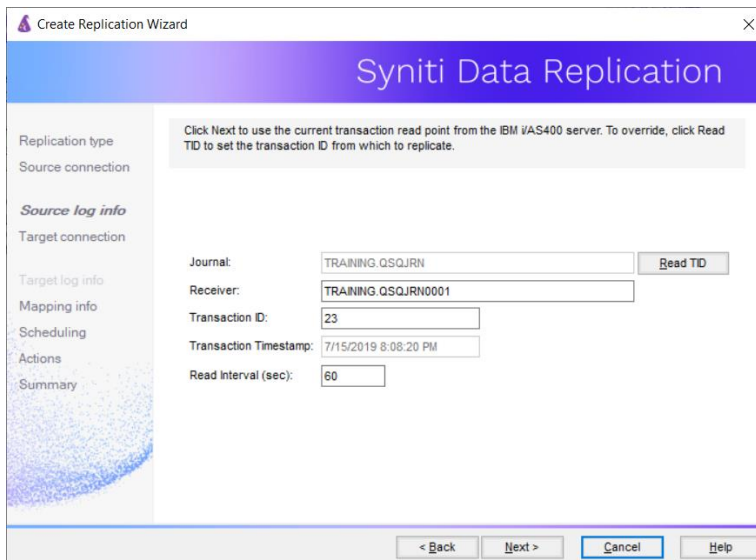 Create Replication Wizard
Syniti Data Replication
Replication type
Source connection
Source log info
Target connection
Target log info
Mapping info
Scheduling
Actions
Summary
Click Next to use the current transaction read point from the IBM i/AS400 server. To override, click Read
TID to set the transaction ID from which to replicate.
Journal: TRAINING.QSQJRN Read TID
Receiver: TRAINING.QSQJRN0001
Transaction ID: 23
Transaction Timestamp: 7/15/2019 8:08:20 PM
Read Interval (sec): 60
< Back Next > Cancel Help